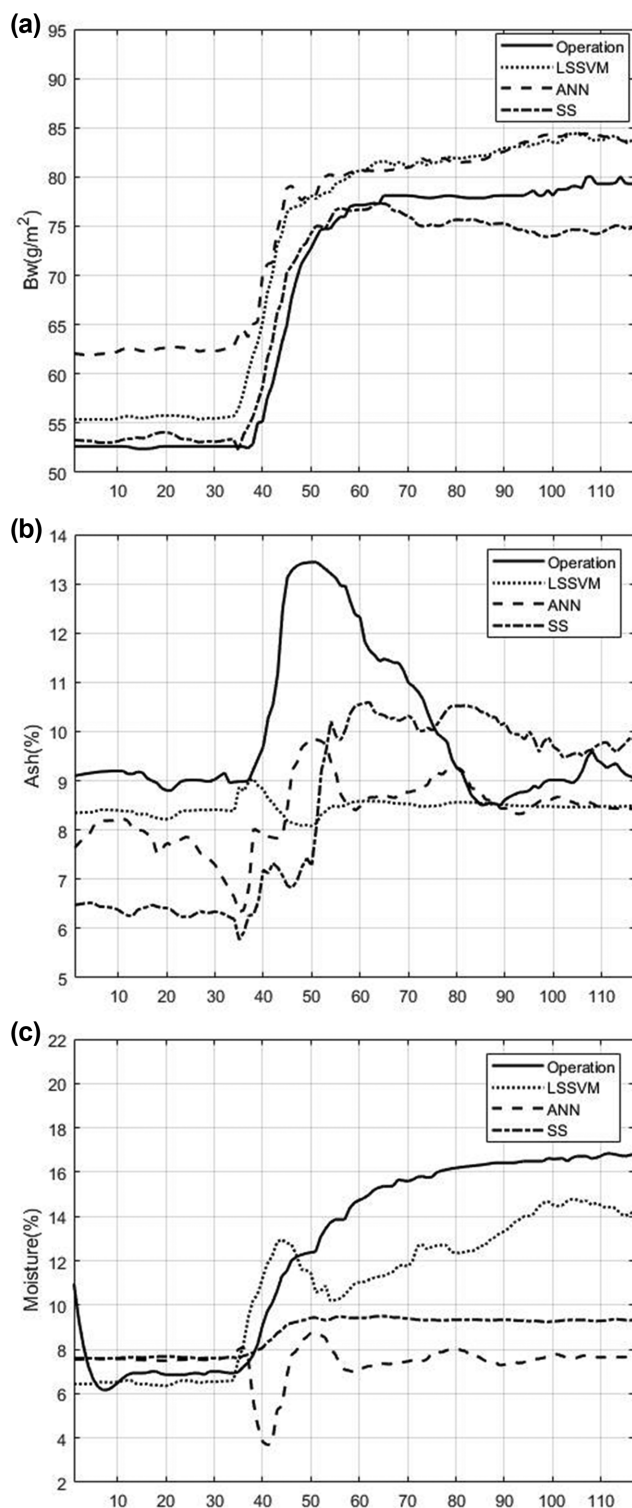 (a)
95
90
85
80
75
70
65
60
55
50
Bw(g/m²)
Operation
LSSVM
ANN
SS
10 20 30 40 50 60 70 80 90 100 110
(b)
14
13
12
11
10
9
8
7
6
5
Ash(%)
Operation
LSSVM
ANN
SS
10 20 30 40 50 60 70 80 90 100 110
(c)
22
20
18
16
14
12
10
8
6
4
2
Moisture(%)
Operation
LSSVM
ANN
SS
10 20 30 40 50 60 70 80 90 100 110